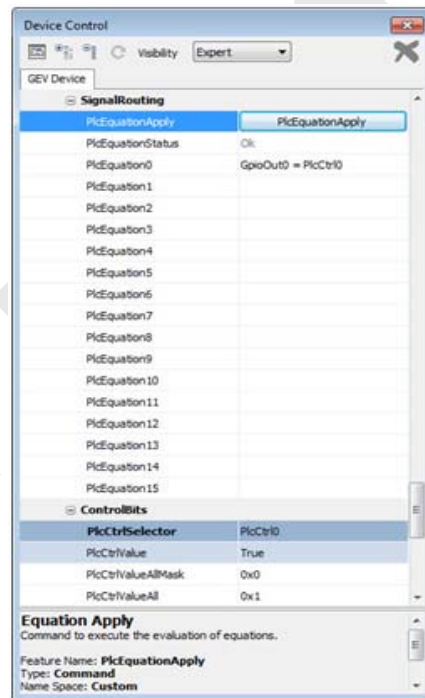 Device Control
Visibility Expert
GEV Device
SignalRouting
PlcEquationApply PlcEquationApply
PlcEquationStatus Ok
PlcEquation0 GpioOut0 = PlcCtrl0
PlcEquation1
PlcEquation2
PlcEquation3
PlcEquation4
PlcEquation5
PlcEquation6
PlcEquation7
PlcEquation8
PlcEquation9
PlcEquation10
PlcEquation11
PlcEquation12
PlcEquation13
PlcEquation14
PlcEquation15
ControlBits
PlcCtrlSelector PlcCtrl0
PlcCtrlValue True
PlcCtrlValueAllMask 0x0
PlcCtrlValueAll 0x1
Equation Apply
Command to execute the evaluation of equations.
Feature Name: PlcEquationApply
Type: Command
Name Space: Custom